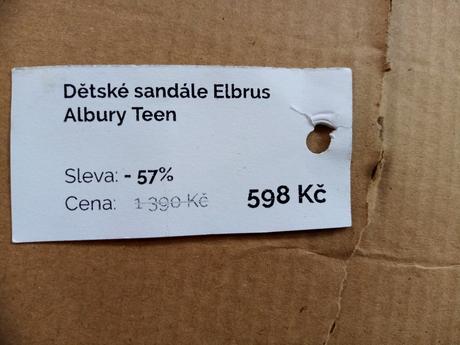 Dětské sandále Elbrus
Albury Teen
Sleva: - 57%
Cena: 1 390 Kč 598 Kč